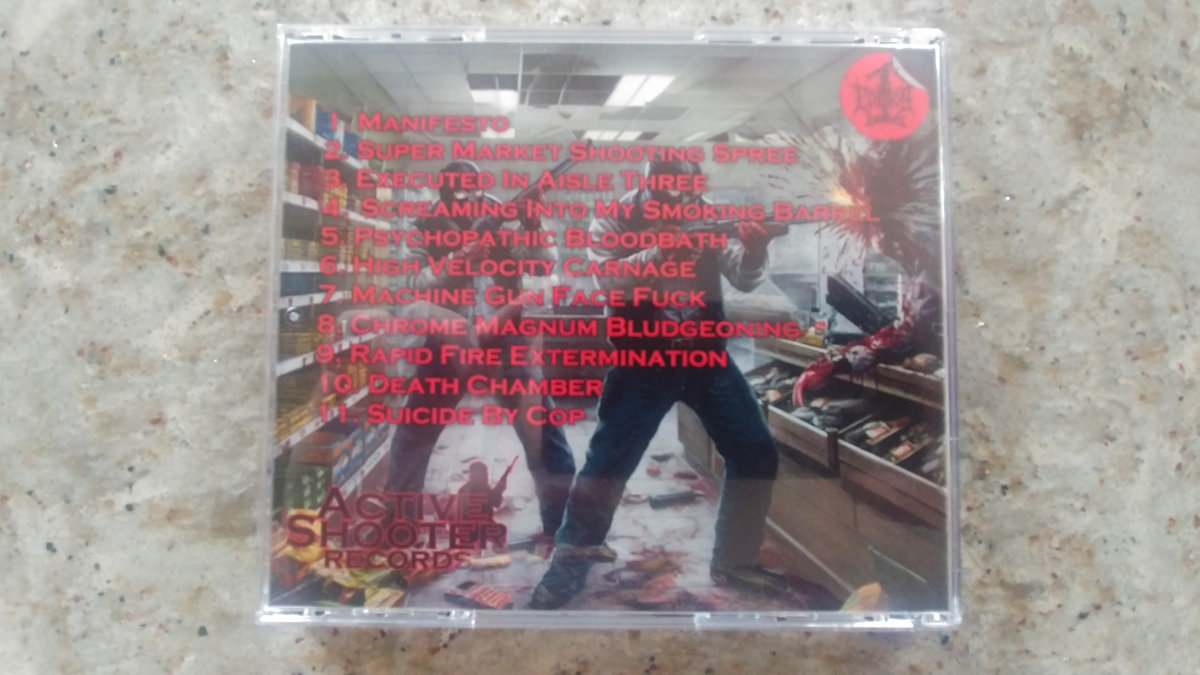 1. Manifesto
2. Super Market Shooting Spree
3. Executed In Aisle Three
4. Screaming Into My Smoking Barrel
5. Psychopathic Bloodbath
6. High Velocity Carnage
7. Machine Gun Face Fuck
8. Chrome Magnum Bludgeoning
9. Rapid Fire Extermination
10. Death Chamber
11. Suicide By Cop
Active
Shooter
Records